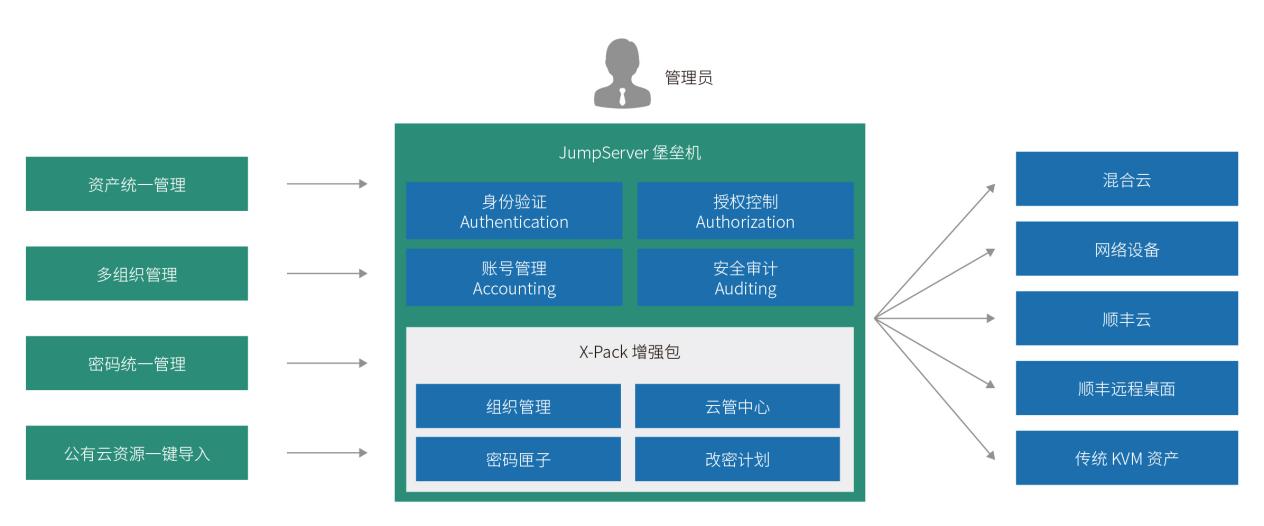 管理员
资产统一管理
多组织管理
密码统一管理
公有云资源一键导入
JumpServer 堡垒机
身份验证
Authentication
授权控制
Authorization
账号管理
Accounting
安全审计
Auditing
X-Pack 增强包
组织管理
云管中心
密码匣子
改密计划
混合云
网络设备
顺丰云
顺丰远程桌面
传统 KVM 资产